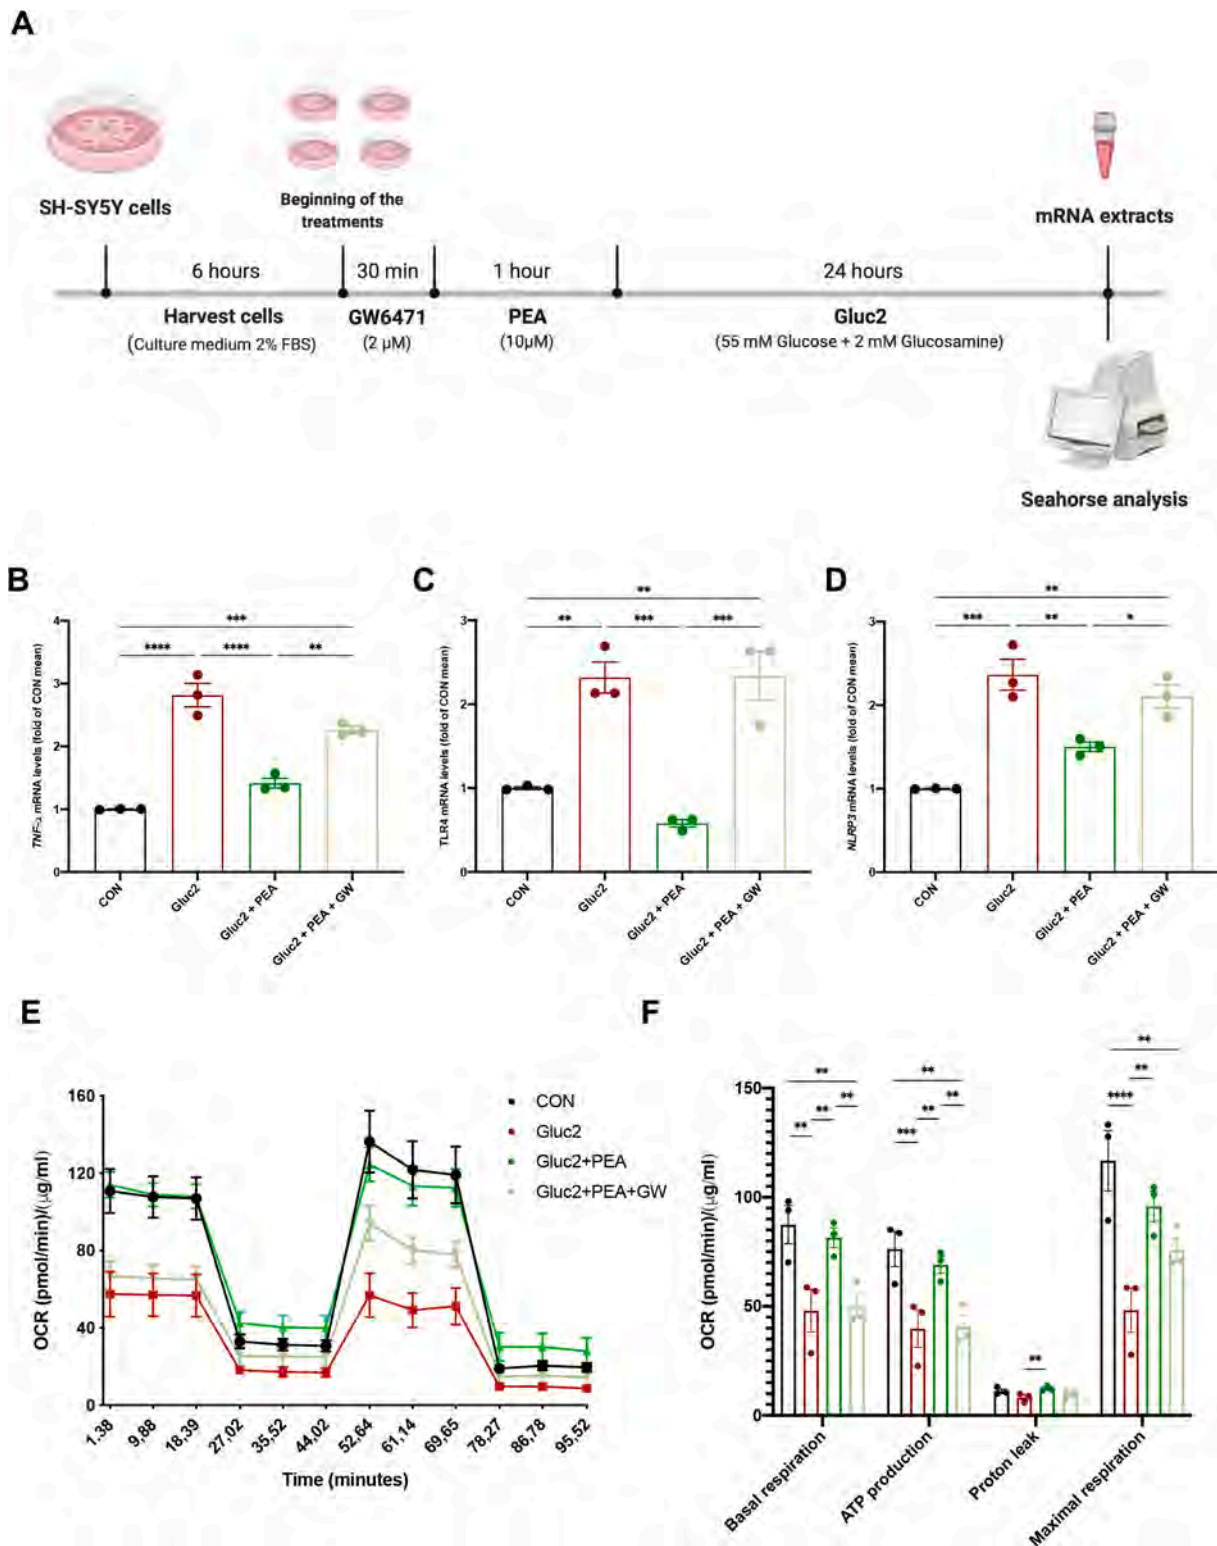 A
SH-SY5Y cells
Beginning of the
treatments
mRNA extracts
6 hours
30 min
1 hour
24 hours
Harvest cells
(Culture medium 2% FBS)
GW6471
(2 µM)
PEA
(10µM)
Gluc2
(55 mM Glucose + 2 mM Glucosamine)
Seahorse analysis
B
TNF-α mRNA levels (fold of CON mean)
4
3
2
1
0
***
****
****
**
CON
Gluc2
Gluc2 + PEA
Gluc2 + PEA + GW
C
TLR4 mRNA levels (fold of CON mean)
3
2
1
0
**
**
***
***
CON
Gluc2
Gluc2 + PEA
Gluc2 + PEA + GW
D
NLRP3 mRNA levels (fold of CON mean)
3
2
1
0
**
***
**
*
CON
Gluc2
Gluc2 + PEA
Gluc2 + PEA + GW
E
OCR (pmol/min)/(µg/ml)
160
120
80
40
0
CON
Gluc2
Gluc2+PEA
Gluc2+PEA+GW
1,38
9,88
18,39
27,02
35,52
44,02
52,64
61,14
69,65
78,27
86,78
95,52
Time (minutes)
F
OCR (pmol/min)/(µg/ml)
150
100
50
0
**
**
**
**
**
***
**
**
**
**
****
**
Basal respiration
ATP production
Proton leak
Maximal respiration